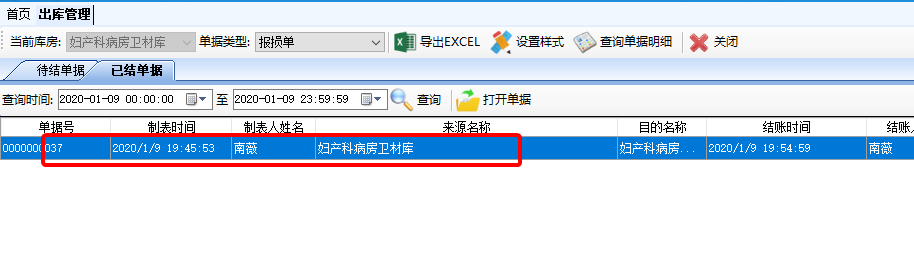 首页 出库管理
当前库房: 妇产科病房卫材库 单据类型: 报损单 导出EXCEL 设置样式 查询单据明细 关闭
待结单据 已结单据
查询时间: 2020-01-09 00:00:00 至 2020-01-09 23:59:59 查询 打开单据
单据号 制表时间 制表人姓名 来源名称 目的名称 结账时间 结账人
0000000037 2020/1/9 19:45:53 南薇 妇产科病房卫材库 妇产科病房... 2020/1/9 19:54:59 南薇